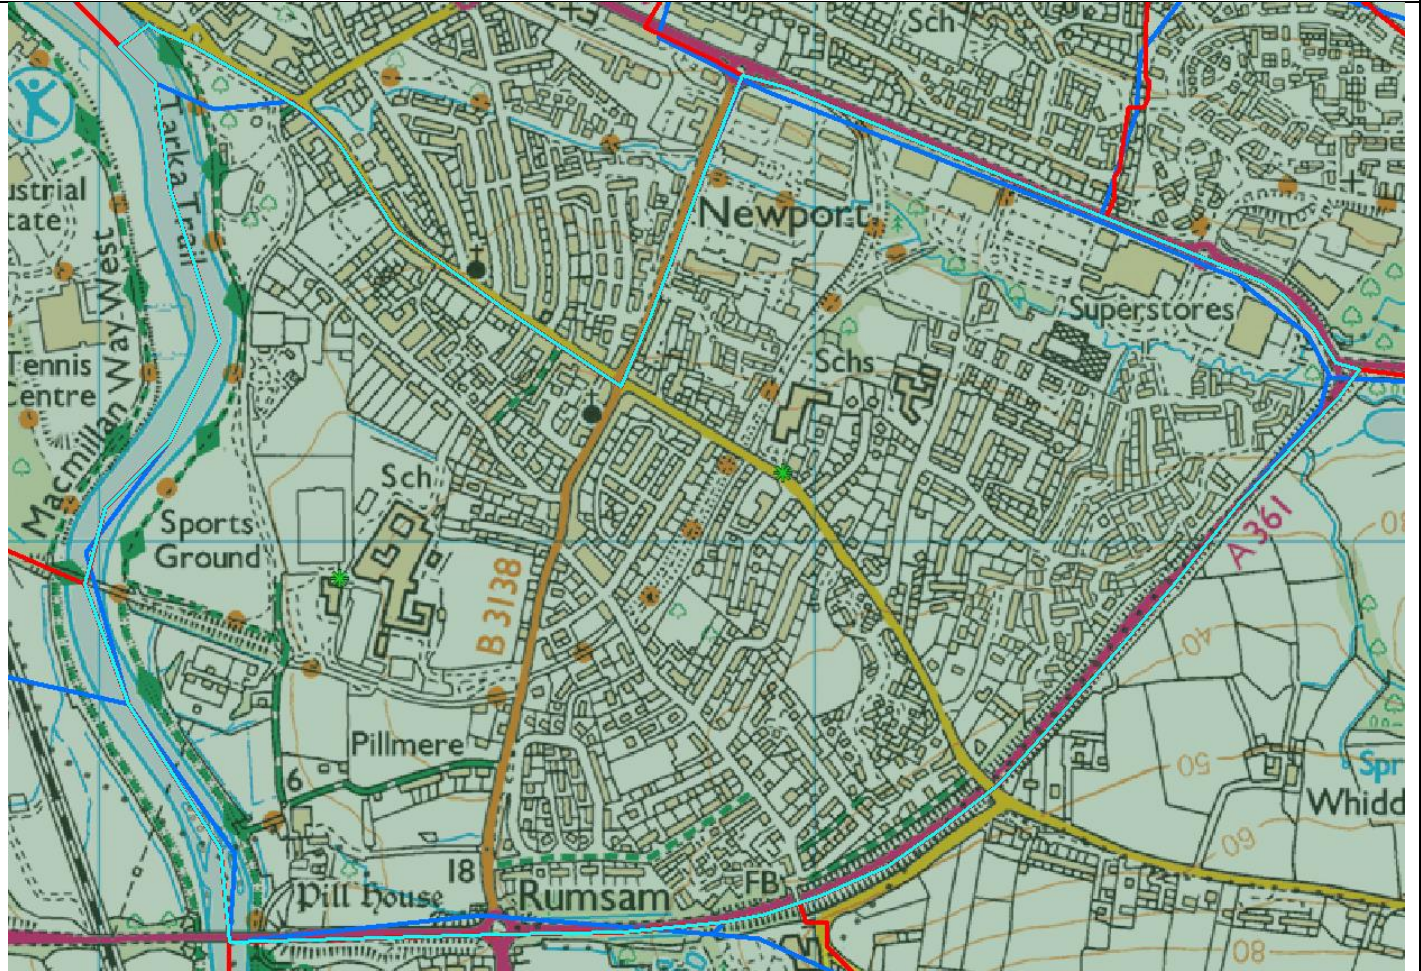 Sch
Tarka Trail
ustrial
tate
Newport
Macmillan Way West
Superstores
Tennis
Centre
Schs
Sch
Sports
Ground
A 361
B 3138
40
Pillmere
50
Spr
6
Whidd
60
18
Pill House
Rumsam
FB
80